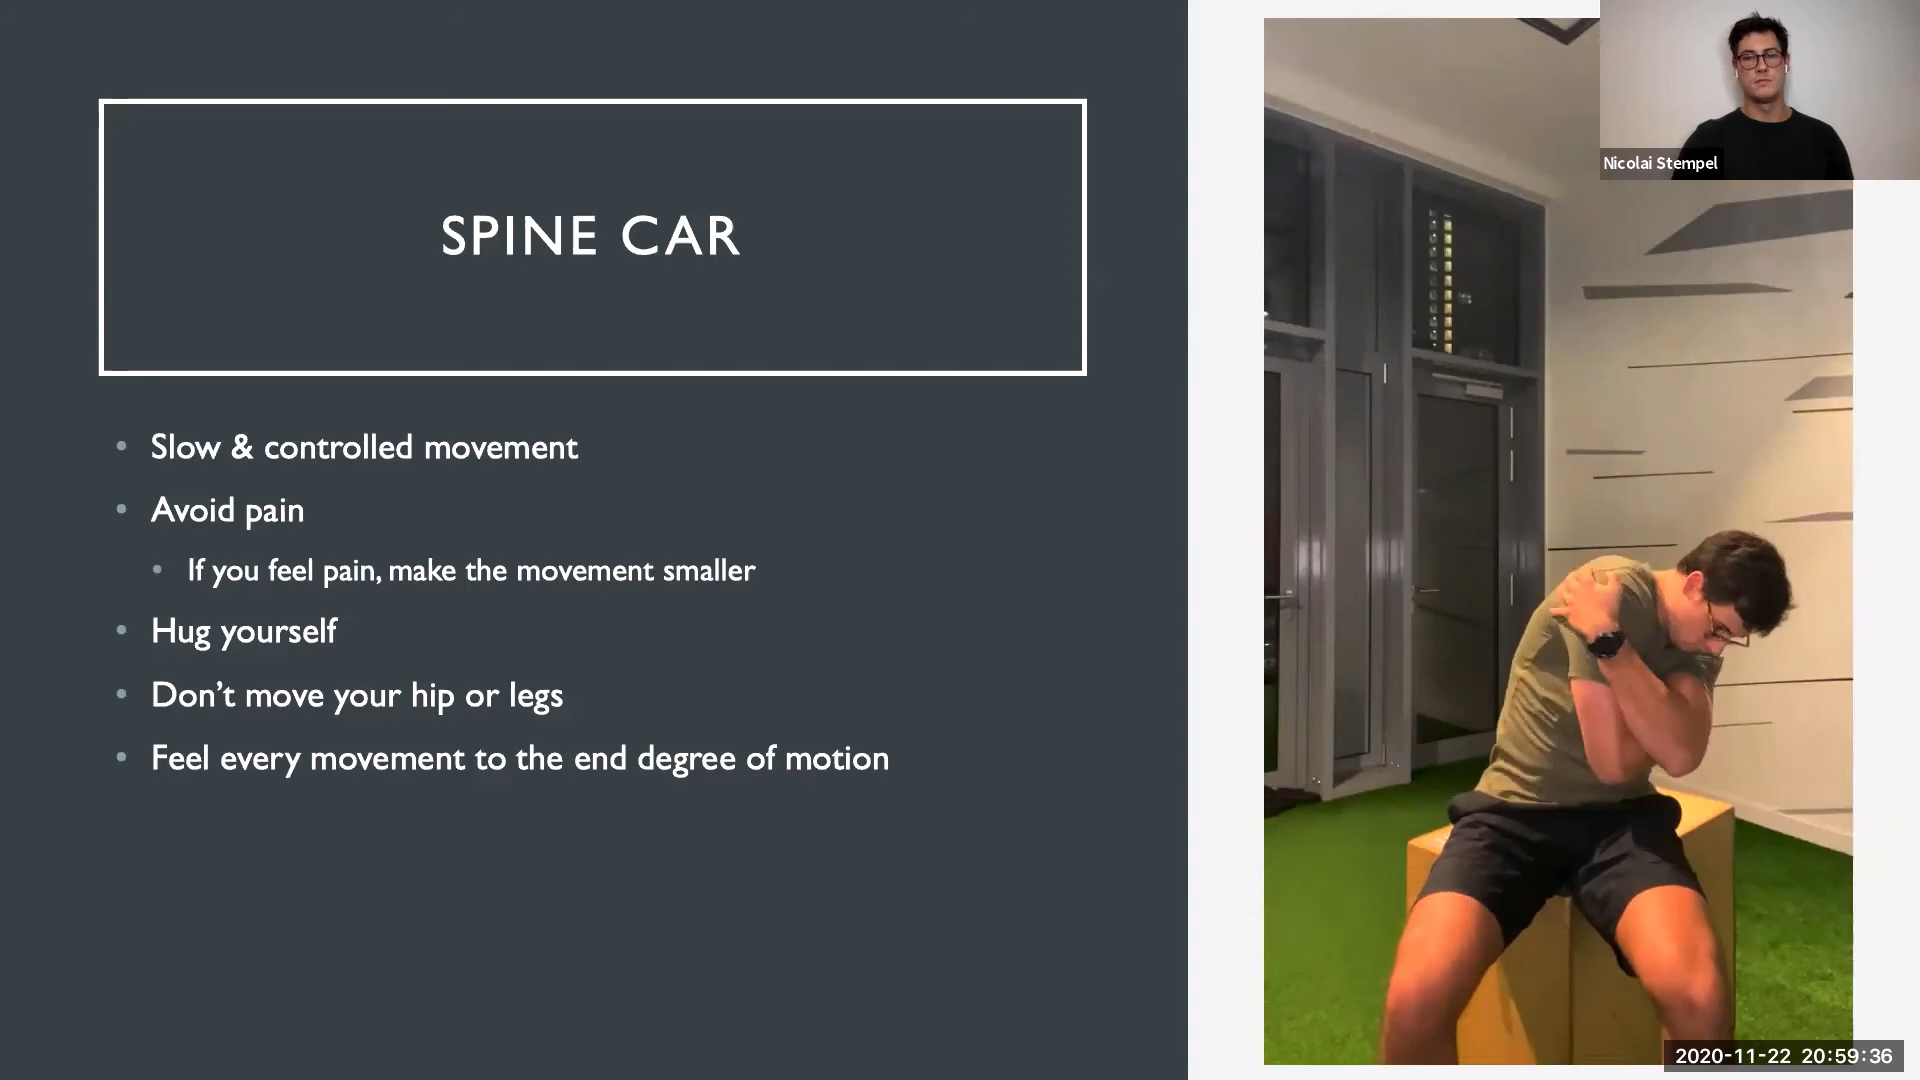 SPINE CAR
Slow & controlled movement
Avoid pain
If you feel pain, make the movement smaller
Hug yourself
Don’t move your hip or legs
Feel every movement to the end degree of motion
Nicolai Stempel
2020-11-22 20:59:36